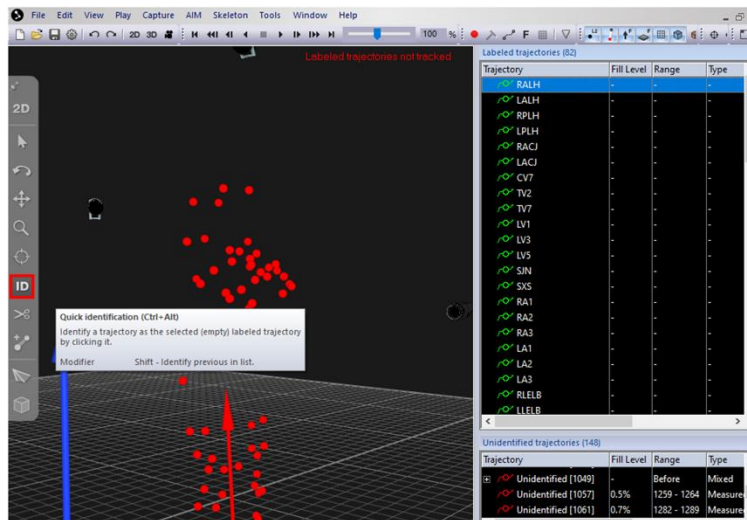 File Edit View Play Capture AIM Skeleton Tools Window Help
2D 3D 100 % F
Labeled trajectories not tracked
2D
ID
Quick identification (Ctrl+Alt)
Identify a trajectory as the selected (empty) labeled trajectory
by clicking it.
Modifier Shift - Identify previous in list.
Labeled trajectories (82)
Trajectory Fill Level Range Type
RALH - - -
LALH - - -
RPLH - - -
LPLH - - -
RACJ - - -
LACJ - - -
CV7 - - -
TV2 - - -
TV7 - - -
LV1 - - -
LV3 - - -
LV5 - - -
SJN - - -
SXS - - -
RA1 - - -
RA2 - - -
RA3 - - -
LA1 - - -
LA2 - - -
LA3 - - -
RLELB - - -
LLELB - - -
Unidentified trajectories (148)
Trajectory Fill Level Range Type
Unidentified [1049] - Before Mixed
Unidentified [1057] 0.5% 1259 - 1264 Measure
Unidentified [1061] 0.7% 1282 - 1289 Measure